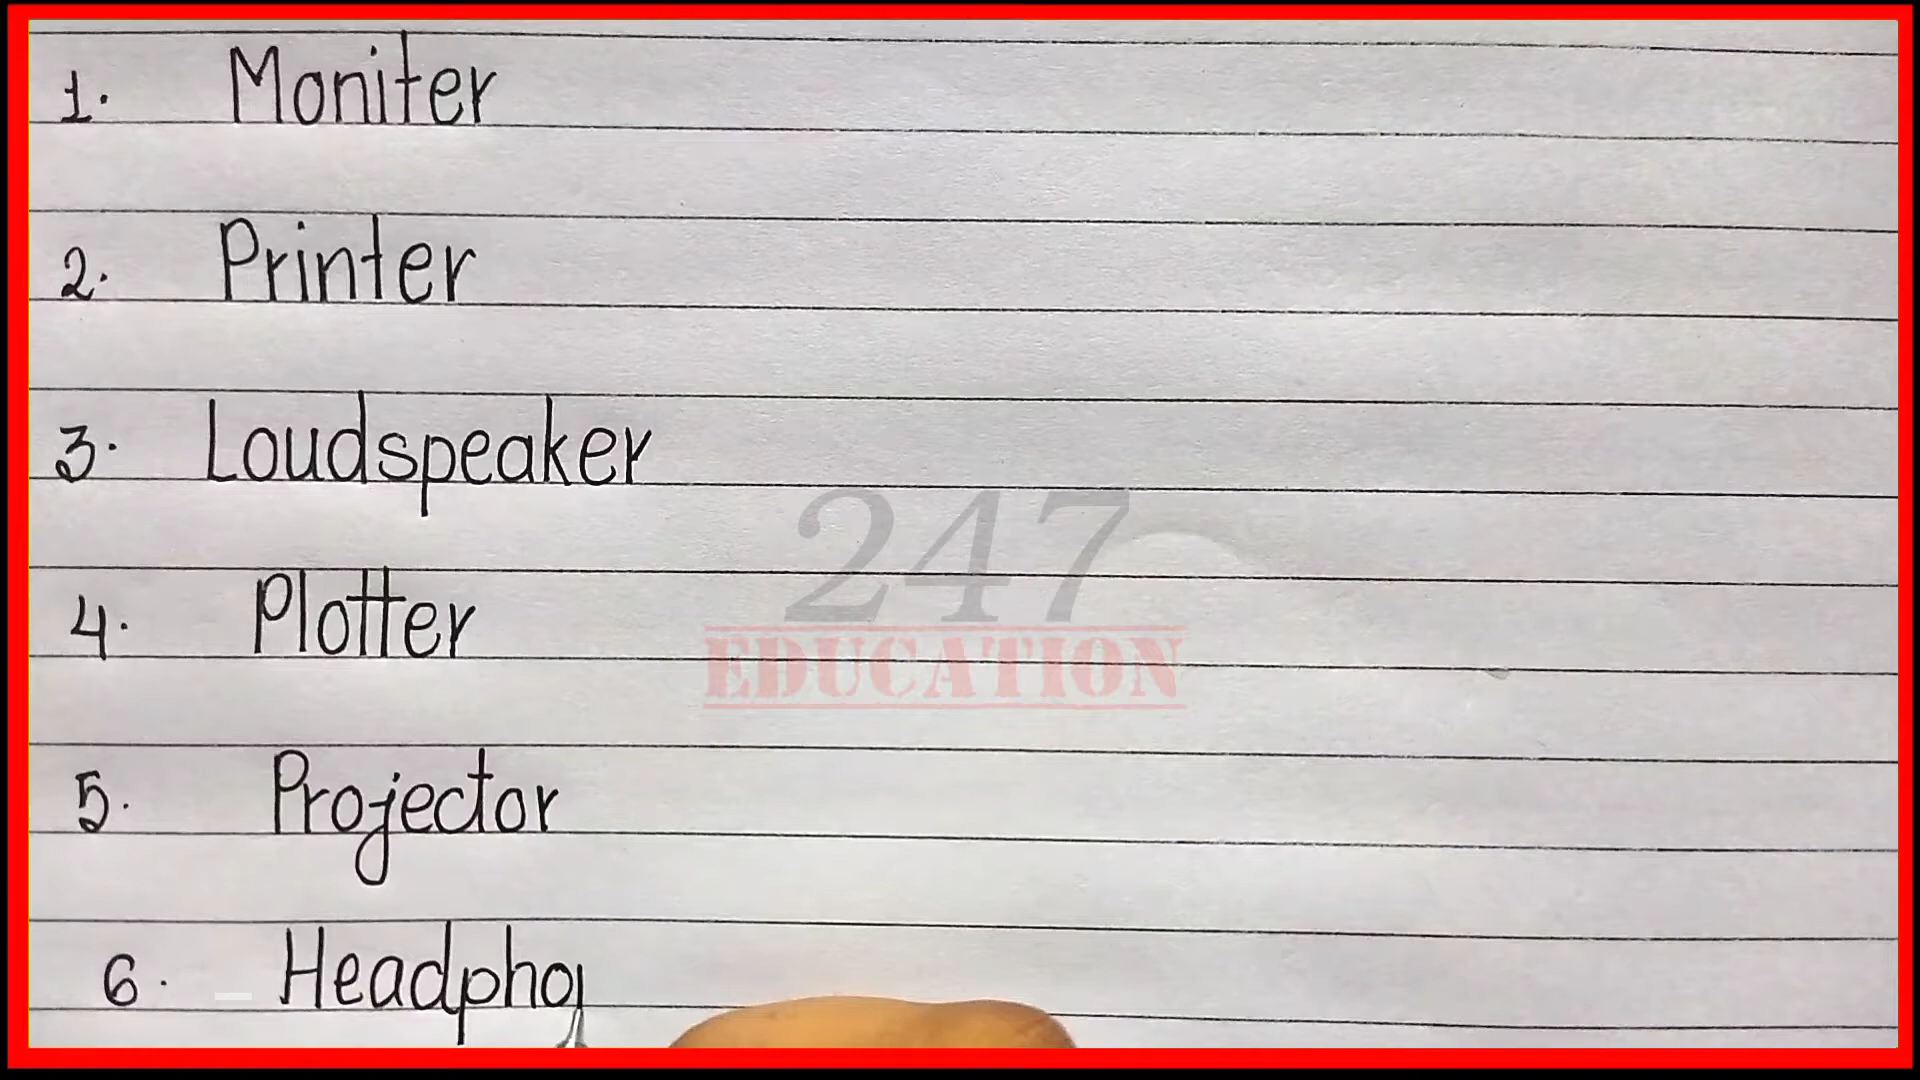 1. Moniter
2. Printer
3. Loudspeaker
4. Plotter
247
EDUCATION
5. Projector
6. Headpho